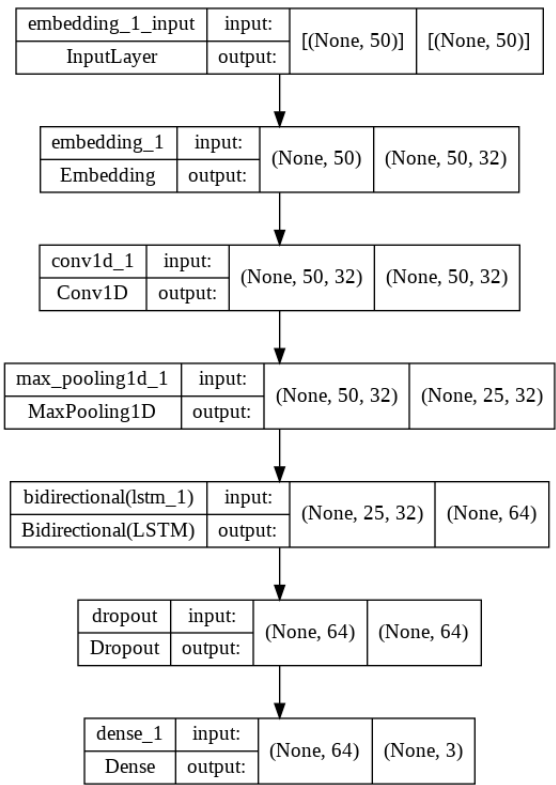 embedding_1_input input: [(None, 50)] [(None, 50)]
InputLayer output:
embedding_1 input: (None, 50) (None, 50, 32)
Embedding output:
conv1d_1 input: (None, 50, 32) (None, 50, 32)
Conv1D output:
max_pooling1d_1 input: (None, 50, 32) (None, 25, 32)
MaxPooling1D output:
bidirectional(lstm_1) input: (None, 25, 32) (None, 64)
Bidirectional(LSTM) output:
dropout input: (None, 64) (None, 64)
Dropout output:
dense_1 input: (None, 64) (None, 3)
Dense output: